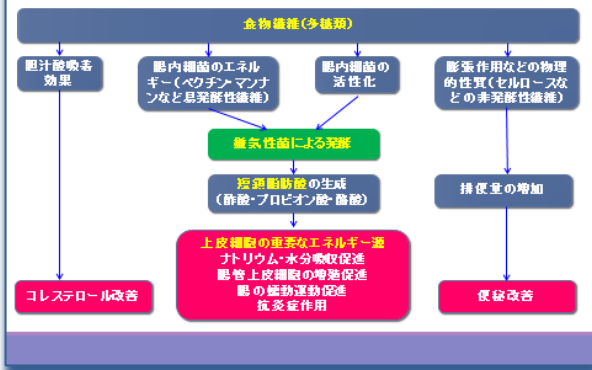 食物繊維(多糖類)
胆汁酸吸着
効果
腸内細菌のエネル
ギー(ペクチン・マンナ
ンなど易発酵性繊維)
腸内細菌の
活性化
膨張作用などの物理
的性質(セルロースな
どの非発酵性繊維)
嫌気性菌による発酵
短鎖脂肪酸の生成
(酢酸・プロピオン酸・酪酸)
排便量の増加
上皮細胞の重要なエネルギー源
ナトリウム・水分吸収促進
腸管上皮細胞の増殖促進
腸の蠕動運動促進
抗炎症作用
コレステロール改善
便秘改善